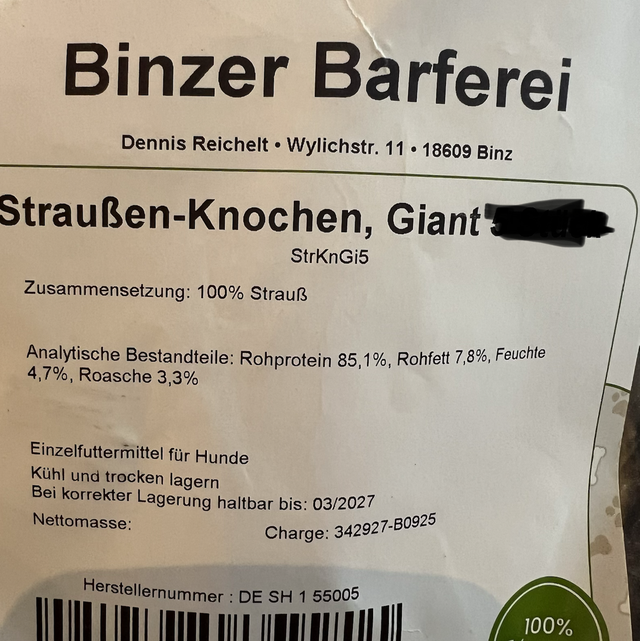 Binzer Barferei
Dennis Reichelt • Wylichstr. 11 • 18609 Binz
Straußen-Knochen, Giant
StrKnGi5
Zusammensetzung: 100% Strauß
Analytische Bestandteile: Rohprotein 85,1%, Rohfett 7,8%, Feuchte
4,7%, Roasche 3,3%
Einzelfuttermittel für Hunde
Kühl und trocken lagern
Bei korrekter Lagerung haltbar bis: 03/2027
Nettomasse:
Charge: 342927-B0925
Herstellernummer : DE SH 1 55005
100%